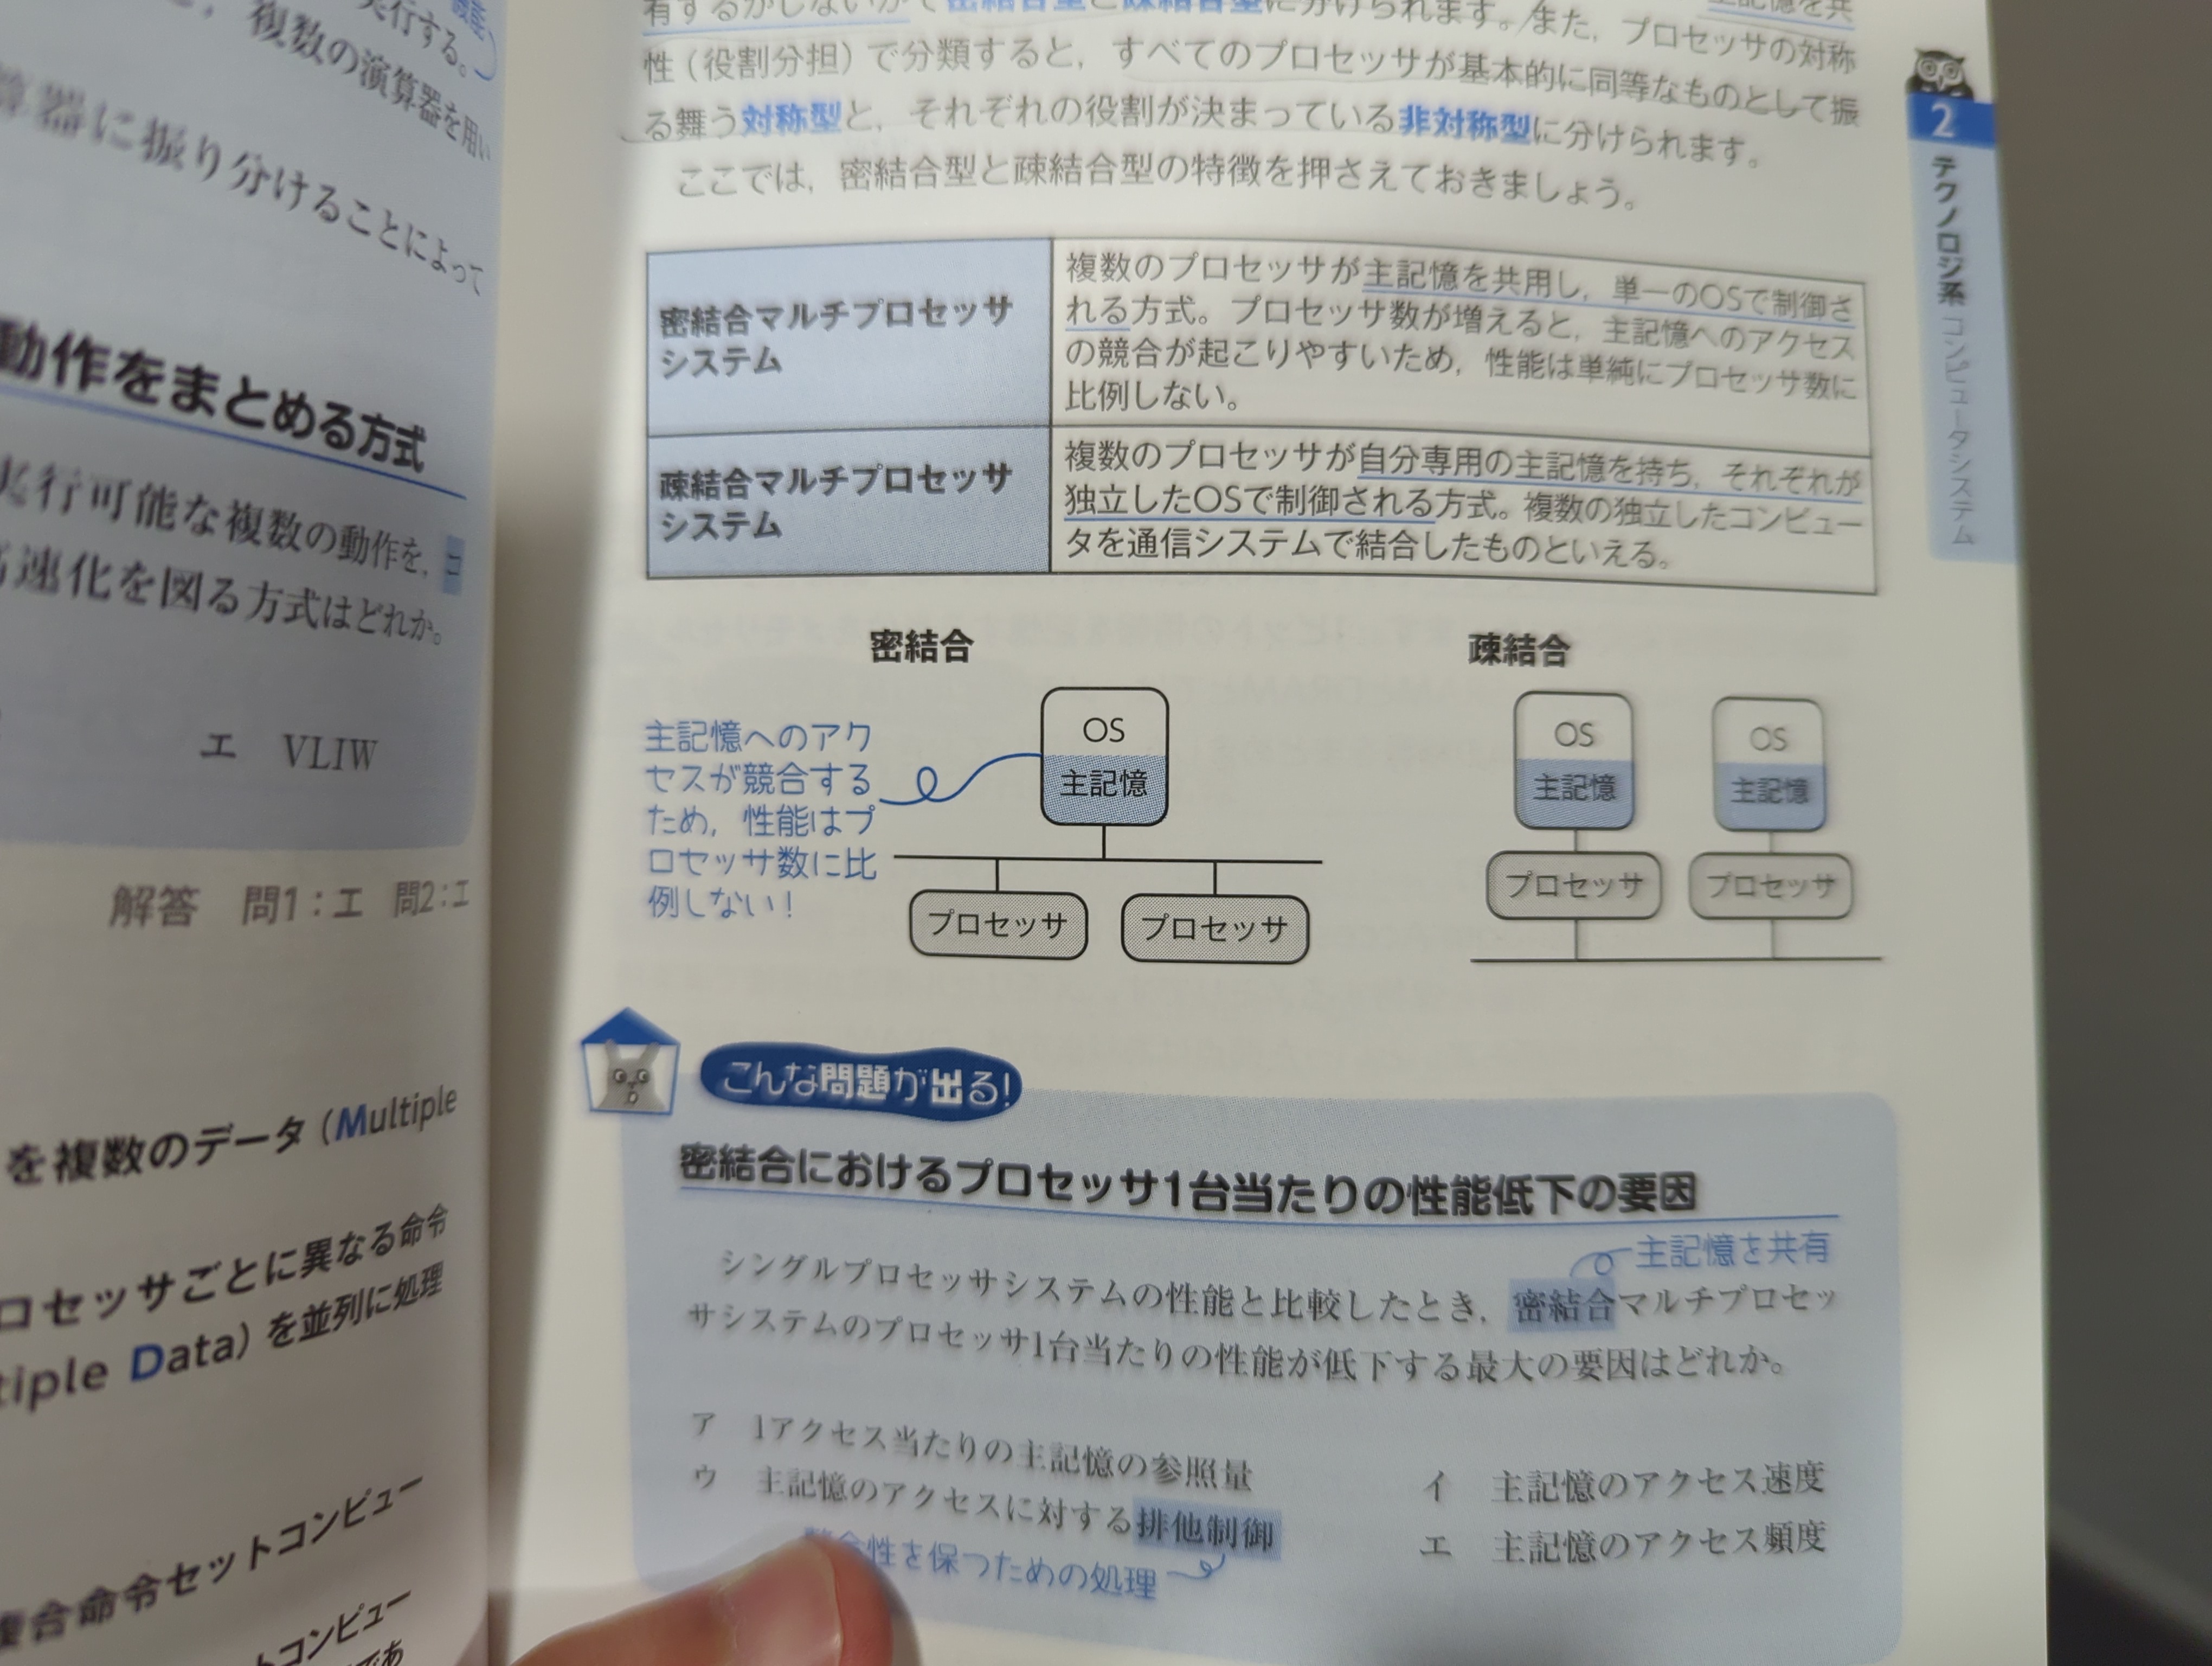 実行する。
複数の演算器を用い
算器に振り分けることによって
動作をまとめる方式
実行可能な複数の動作を, コ
高速化を図る方式はどれか。
エ VLIW
解答 問1:エ 問2:エ
を複数のデータ (Multiple
ロセッサごとに異なる命令
tiple Data) を並列に処理
複合命令セットコンピュー
トコンピュー
であ
有するかしないかで密結合型と疎結合型に分けられます。また, プロセッサの対称
性 (役割分担) で分類すると, すべてのプロセッサが基本的に同等なものとして振
る舞う対称型と, それぞれの役割が決まっている非対称型に分けられます。
ここでは, 密結合型と疎結合型の特徴を押さえておきましょう。
密結合マルチプロセッサ
システム
複数のプロセッサが主記憶を共用し, 単一のOSで制御さ
れる方式。プロセッサ数が増えると, 主記憶へのアクセス
の競合が起こりやすいため, 性能は単純にプロセッサ数に
比例しない。
疎結合マルチプロセッサ
システム
複数のプロセッサが自分専用の主記憶を持ち, それぞれが
独立したOSで制御される方式。複数の独立したコンピュー
タを通信システムで結合したものといえる。
密結合
主記憶へのアク
セスが競合する
ため, 性能はプ
ロセッサ数に比
例しない!
OS
主記憶
プロセッサ
プロセッサ
疎結合
OS
主記憶
プロセッサ
OS
主記憶
プロセッサ
こんな問題が出る!
密結合におけるプロセッサ1台当たりの性能低下の要因
主記憶を共有
シングルプロセッサシステムの性能と比較したとき, 密結合マルチプロセッ
サシステムのプロセッサ1台当たりの性能が低下する最大の要因はどれか。
ア 1アクセス当たりの主記憶の参照量
イ 主記憶のアクセス速度
ウ 主記憶のアクセスに対する排他制御
エ 主記憶のアクセス頻度
合性を保つための処理
2
テクノロジ系 コンピュータシステム